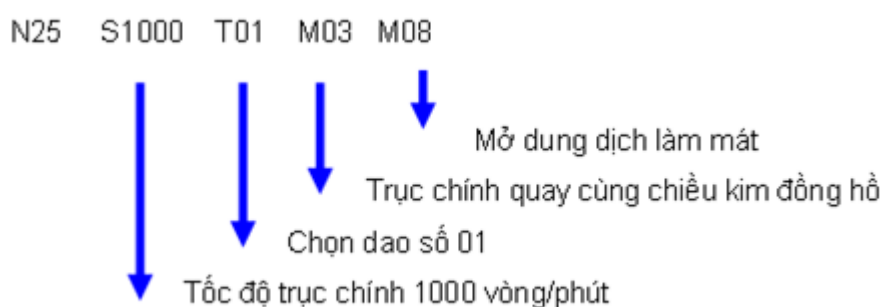 N25 S1000 T01 M03 M08
Mở dung dịch làm mát
Trục chính quay cùng chiều kim đồng hồ
Chọn dao số 01
Tốc độ trục chính 1000 vòng/phút